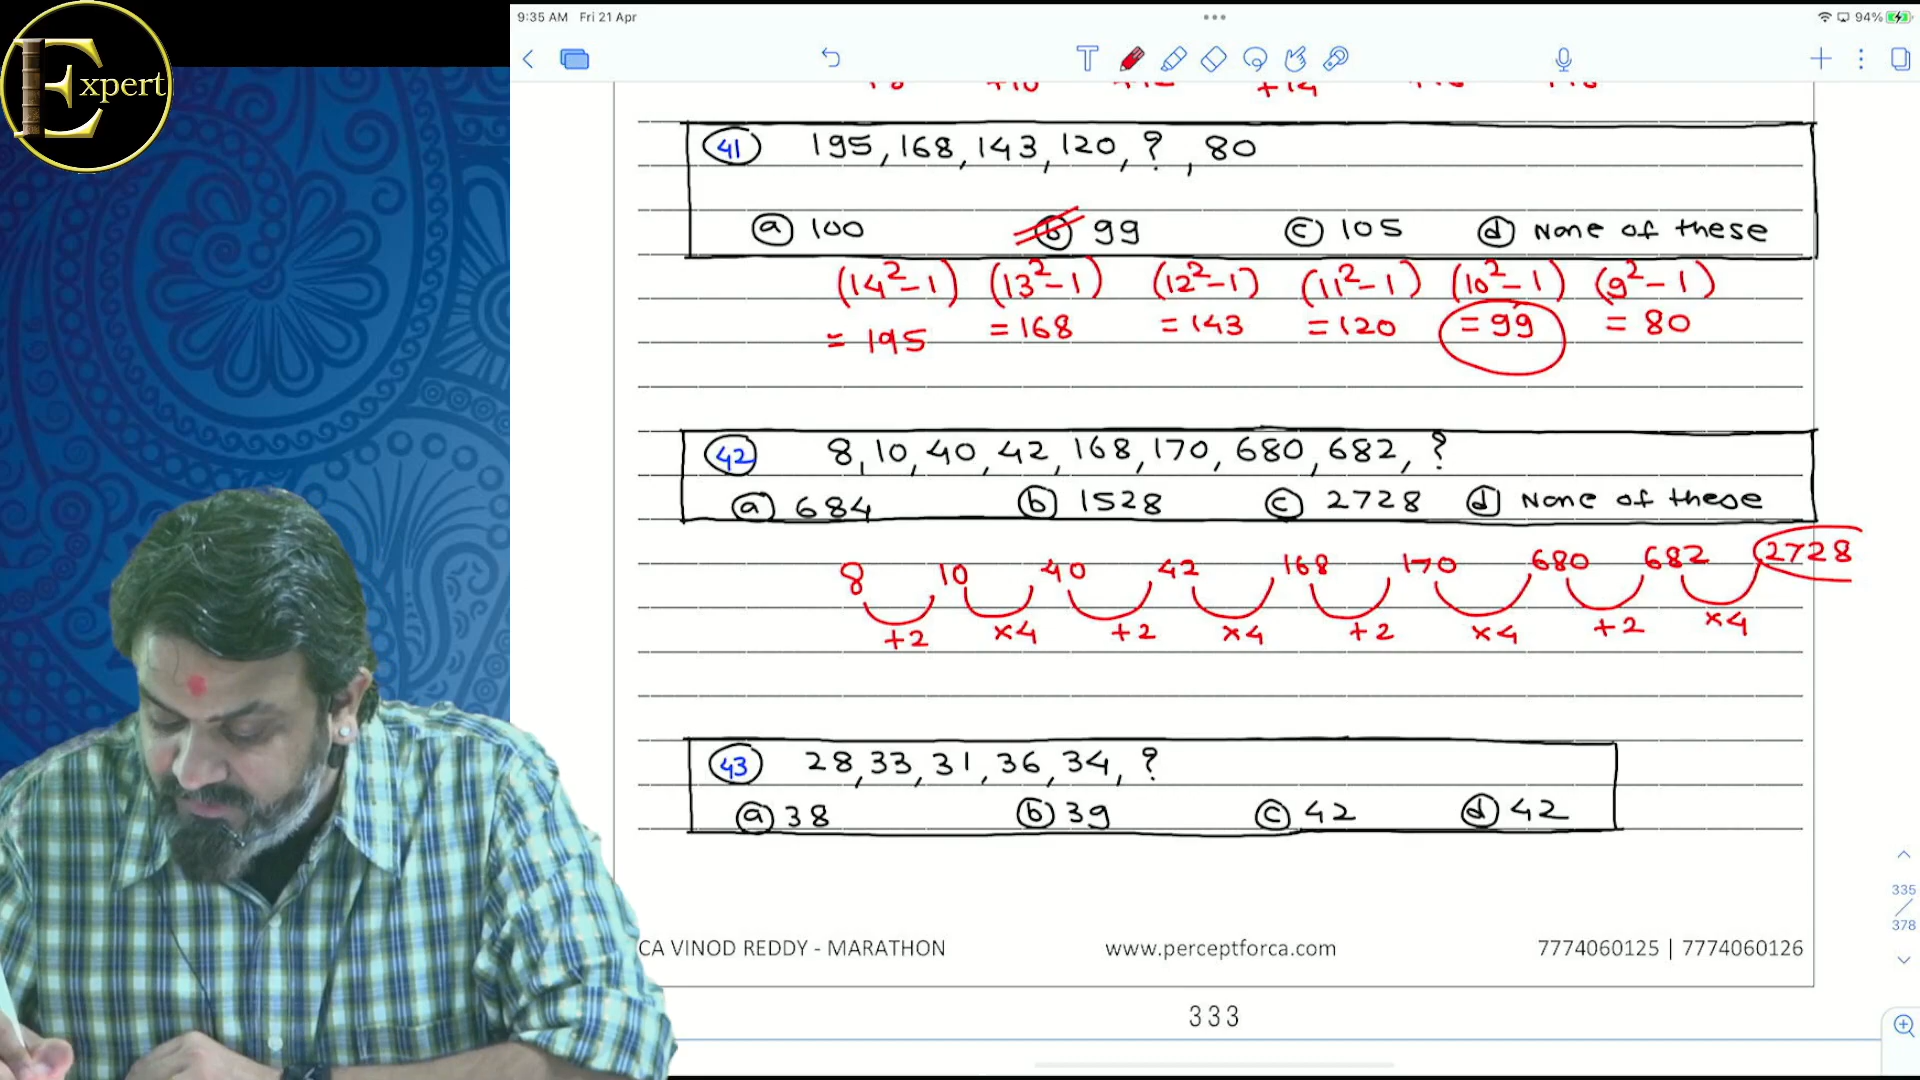 Expert
9:35 AM Fri 21 Apr
94%
+14
41 195, 168, 143, 120, ?, 80
a 100 b 99 c 105 d None of these
(14²-1) (13²-1) (12²-1) (11²-1) (10²-1) (9²-1)
= 195 = 168 = 143 = 120 = 99 = 80
42 8, 10, 40, 42, 168, 170, 680, 682, ?
a 684 b 1528 c 2728 d None of these
8 10 40 42 168 170 680 682 2728
+2 ×4 +2 ×4 +2 ×4 +2 ×4
43 28, 33, 31, 36, 34, ?
a 38 b 39 c 42 d 42
335
378
CA VINOD REDDY - MARATHON www.perceptforca.com 7774060125 | 7774060126
333